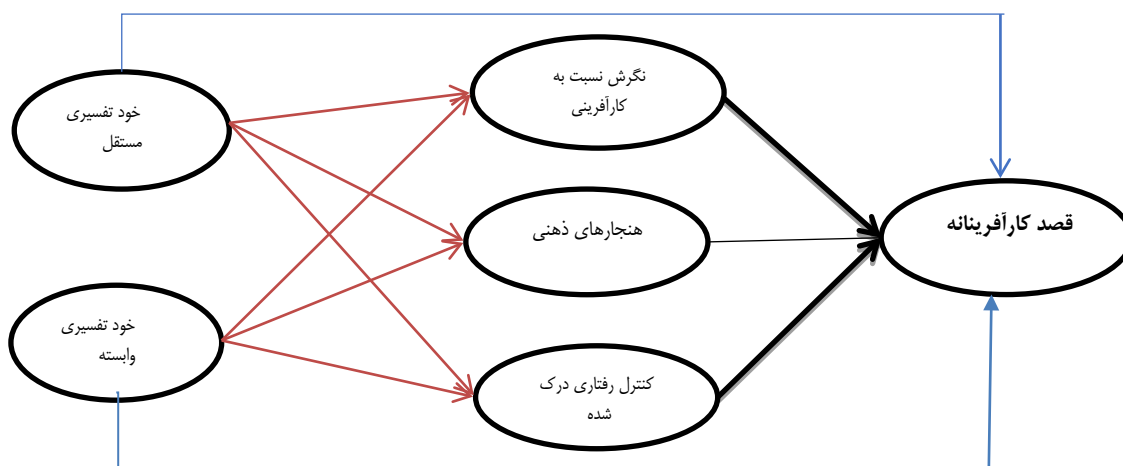 خود تفسیری
مستقل
خود تفسیری
وابسته
نگرش نسبت به
کارآفرینی
هنجارهای ذهنی
کنترل رفتاری درک
شده
قصد کارآفرینانه